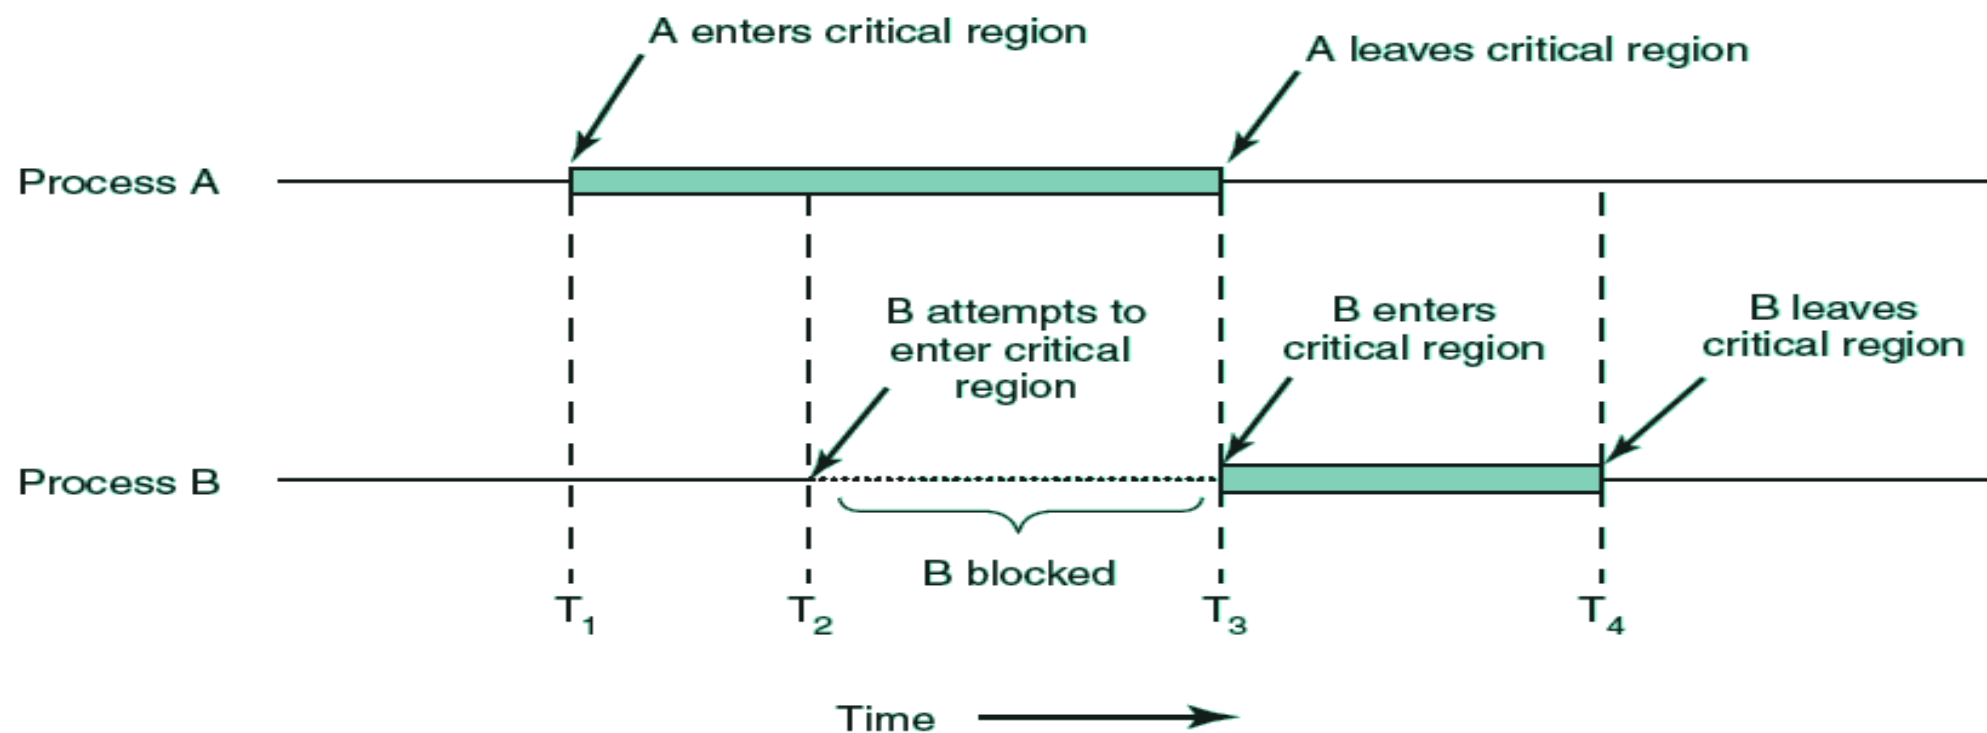 A enters critical region
A leaves critical region
Process A
B attempts to
enter critical
region
B enters
critical region
B leaves
critical region
Process B
B blocked
T1
T2
T3
T4
Time